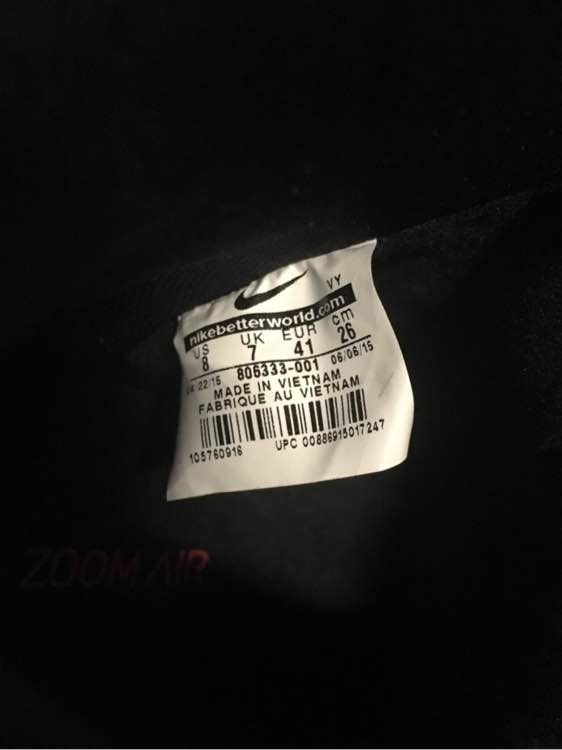 VY
nikebetterworld.com
US UK EUR cm
8 7 41 26
04/22/15 806333-001 06/06/15
MADE IN VIETNAM
FABRIQUE AU VIETNAM
105760916 UPC 00886915017247
ZOOM AIR